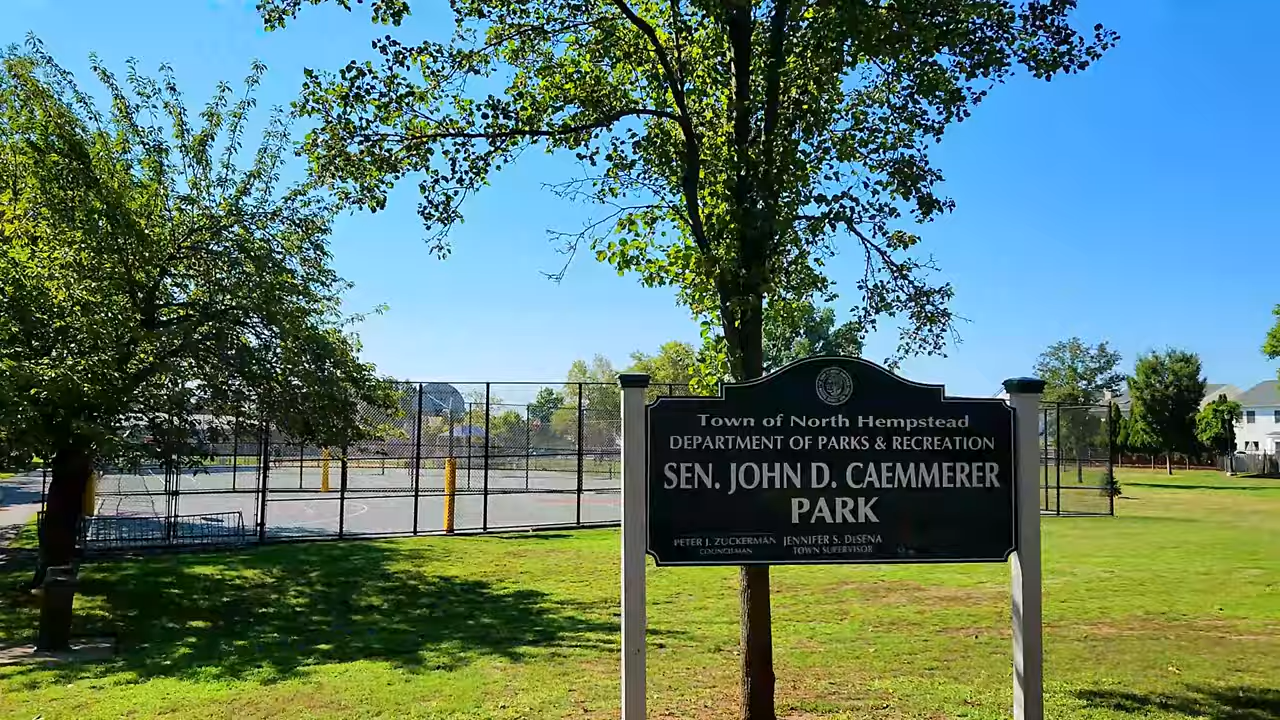 Town of North Hempstead
DEPARTMENT OF PARKS & RECREATION
SEN. JOHN D. CAEMMERER
PARK
PETER J. ZUCKERMAN JENNIFER S. DeSENA
COUNCILMAN TOWN SUPERVISOR